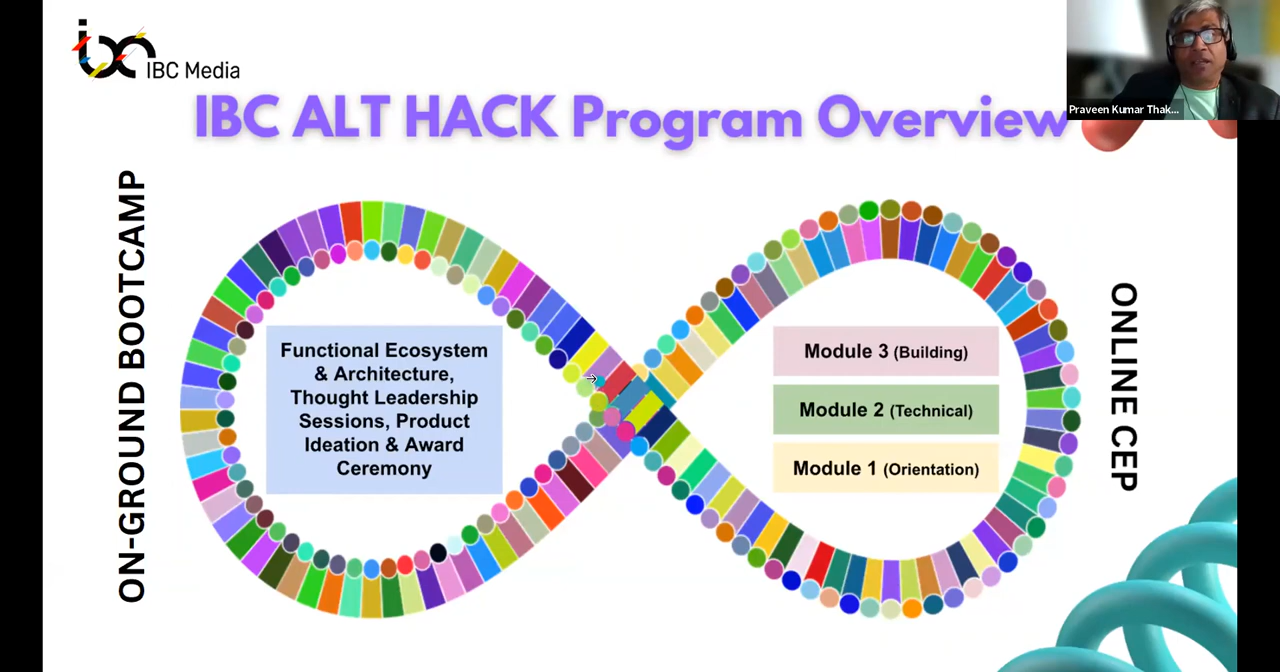 IBC Media
IBC ALT HACK Program Overview
Praveen Kumar Thak...
ON-GROUND BOOTCAMP
Functional Ecosystem
& Architecture,
Thought Leadership
Sessions, Product
Ideation & Award
Ceremony
Module 3 (Building)
Module 2 (Technical)
Module 1 (Orientation)
ONLINE CEP